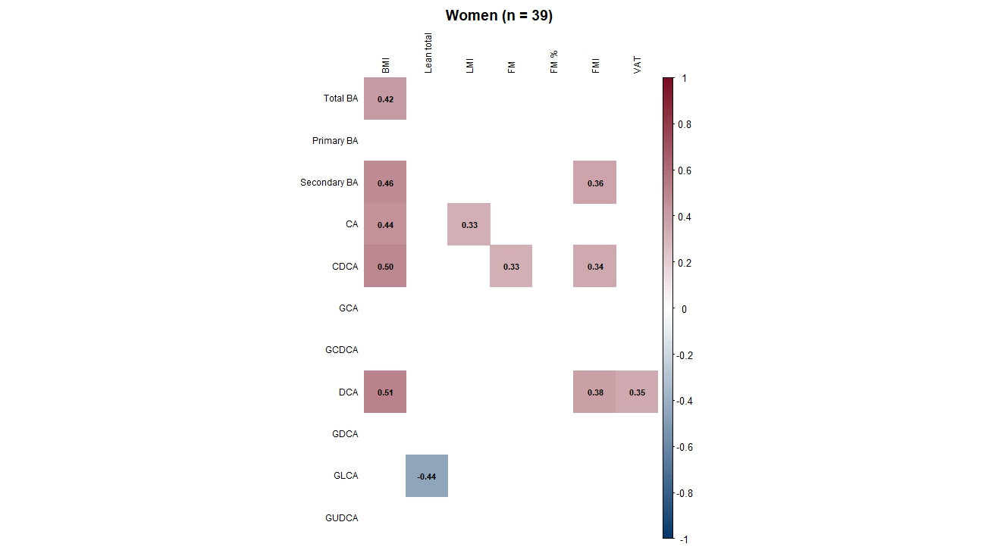 Women (n = 39)
BMI Lean total LMI FM FM % FMI VAT
1
Total BA 0.42
0.8
Primary BA
0.6
Secondary BA 0.46 0.36
0.4
CA 0.44 0.33
0.2
CDCA 0.50 0.33 0.34
GCA 0
GCDCA
-0.2
DCA 0.51 0.38 0.35
-0.4
GDCA
-0.6
GLCA -0.44
-0.8
GUDCA
-1